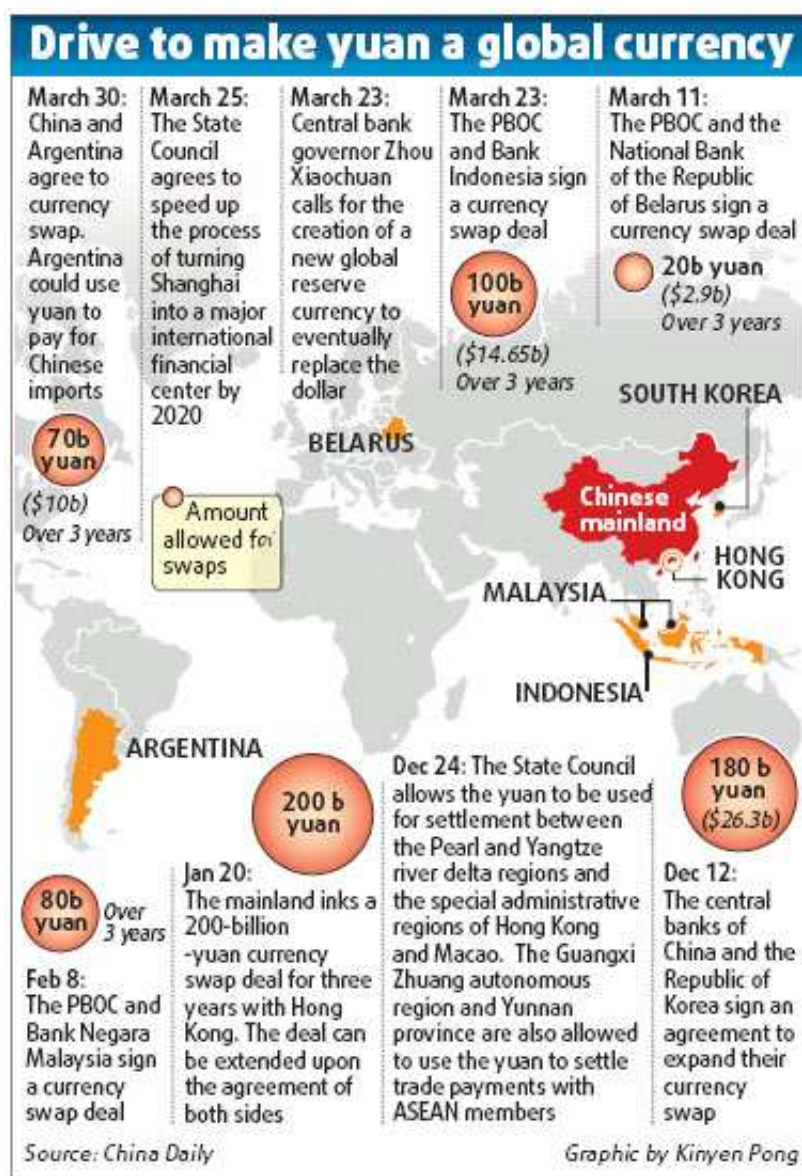 Drive to make yuan a global currency
March 30:
China and
Argentina
agree to
currency
swap.
Argentina
could use
yuan to
pay for
Chinese
imports
70b
yuan
($10b)
Over 3 years
March 25:
The State
Council
agrees to
speed up
the process
of turning
Shanghai
into a major
international
financial
center by
2020
March 23:
Central bank
governor Zhou
Xiaochuan
calls for the
creation of a
new global
reserve
currency to
eventually
replace the
dollar
March 23:
The PBOC
and Bank
Indonesia sign
a currency
swap deal
100b
yuan
($14.65b)
Over 3 years
March 11:
The PBOC and the
National Bank
of the Republic
of Belarus sign a
currency swap deal
20b yuan
($2.9b)
Over 3 years
SOUTH KOREA
BELARUS
Chinese
mainland
Amount
allowed for
swaps
HONG
KONG
MALAYSIA
INDONESIA
ARGENTINA
80b
yuan
Over
3 years
Feb 8:
The PBOC and
Bank Negara
Malaysia sign
a currency
swap deal
200 b
yuan
Jan 20:
The mainland inks a
200-billion
-yuan currency
swap deal for three
years with Hong
Kong. The deal can
be extended upon
the agreement of
both sides
Dec 24: The State Council
allows the yuan to be used
for settlement between
the Pearl and Yangtze
river delta regions and
the special administrative
regions of Hong Kong
and Macao. The Guangxi
Zhuang autonomous
region and Yunnan
province are also allowed
to use the yuan to settle
trade payments with
ASEAN members
180 b
yuan
($26.3b)
Dec 12:
The central
banks of
China and the
Republic of
Korea sign an
agreement to
expand their
currency
swap
Source: China Daily
Graphic by Kinyen Pong